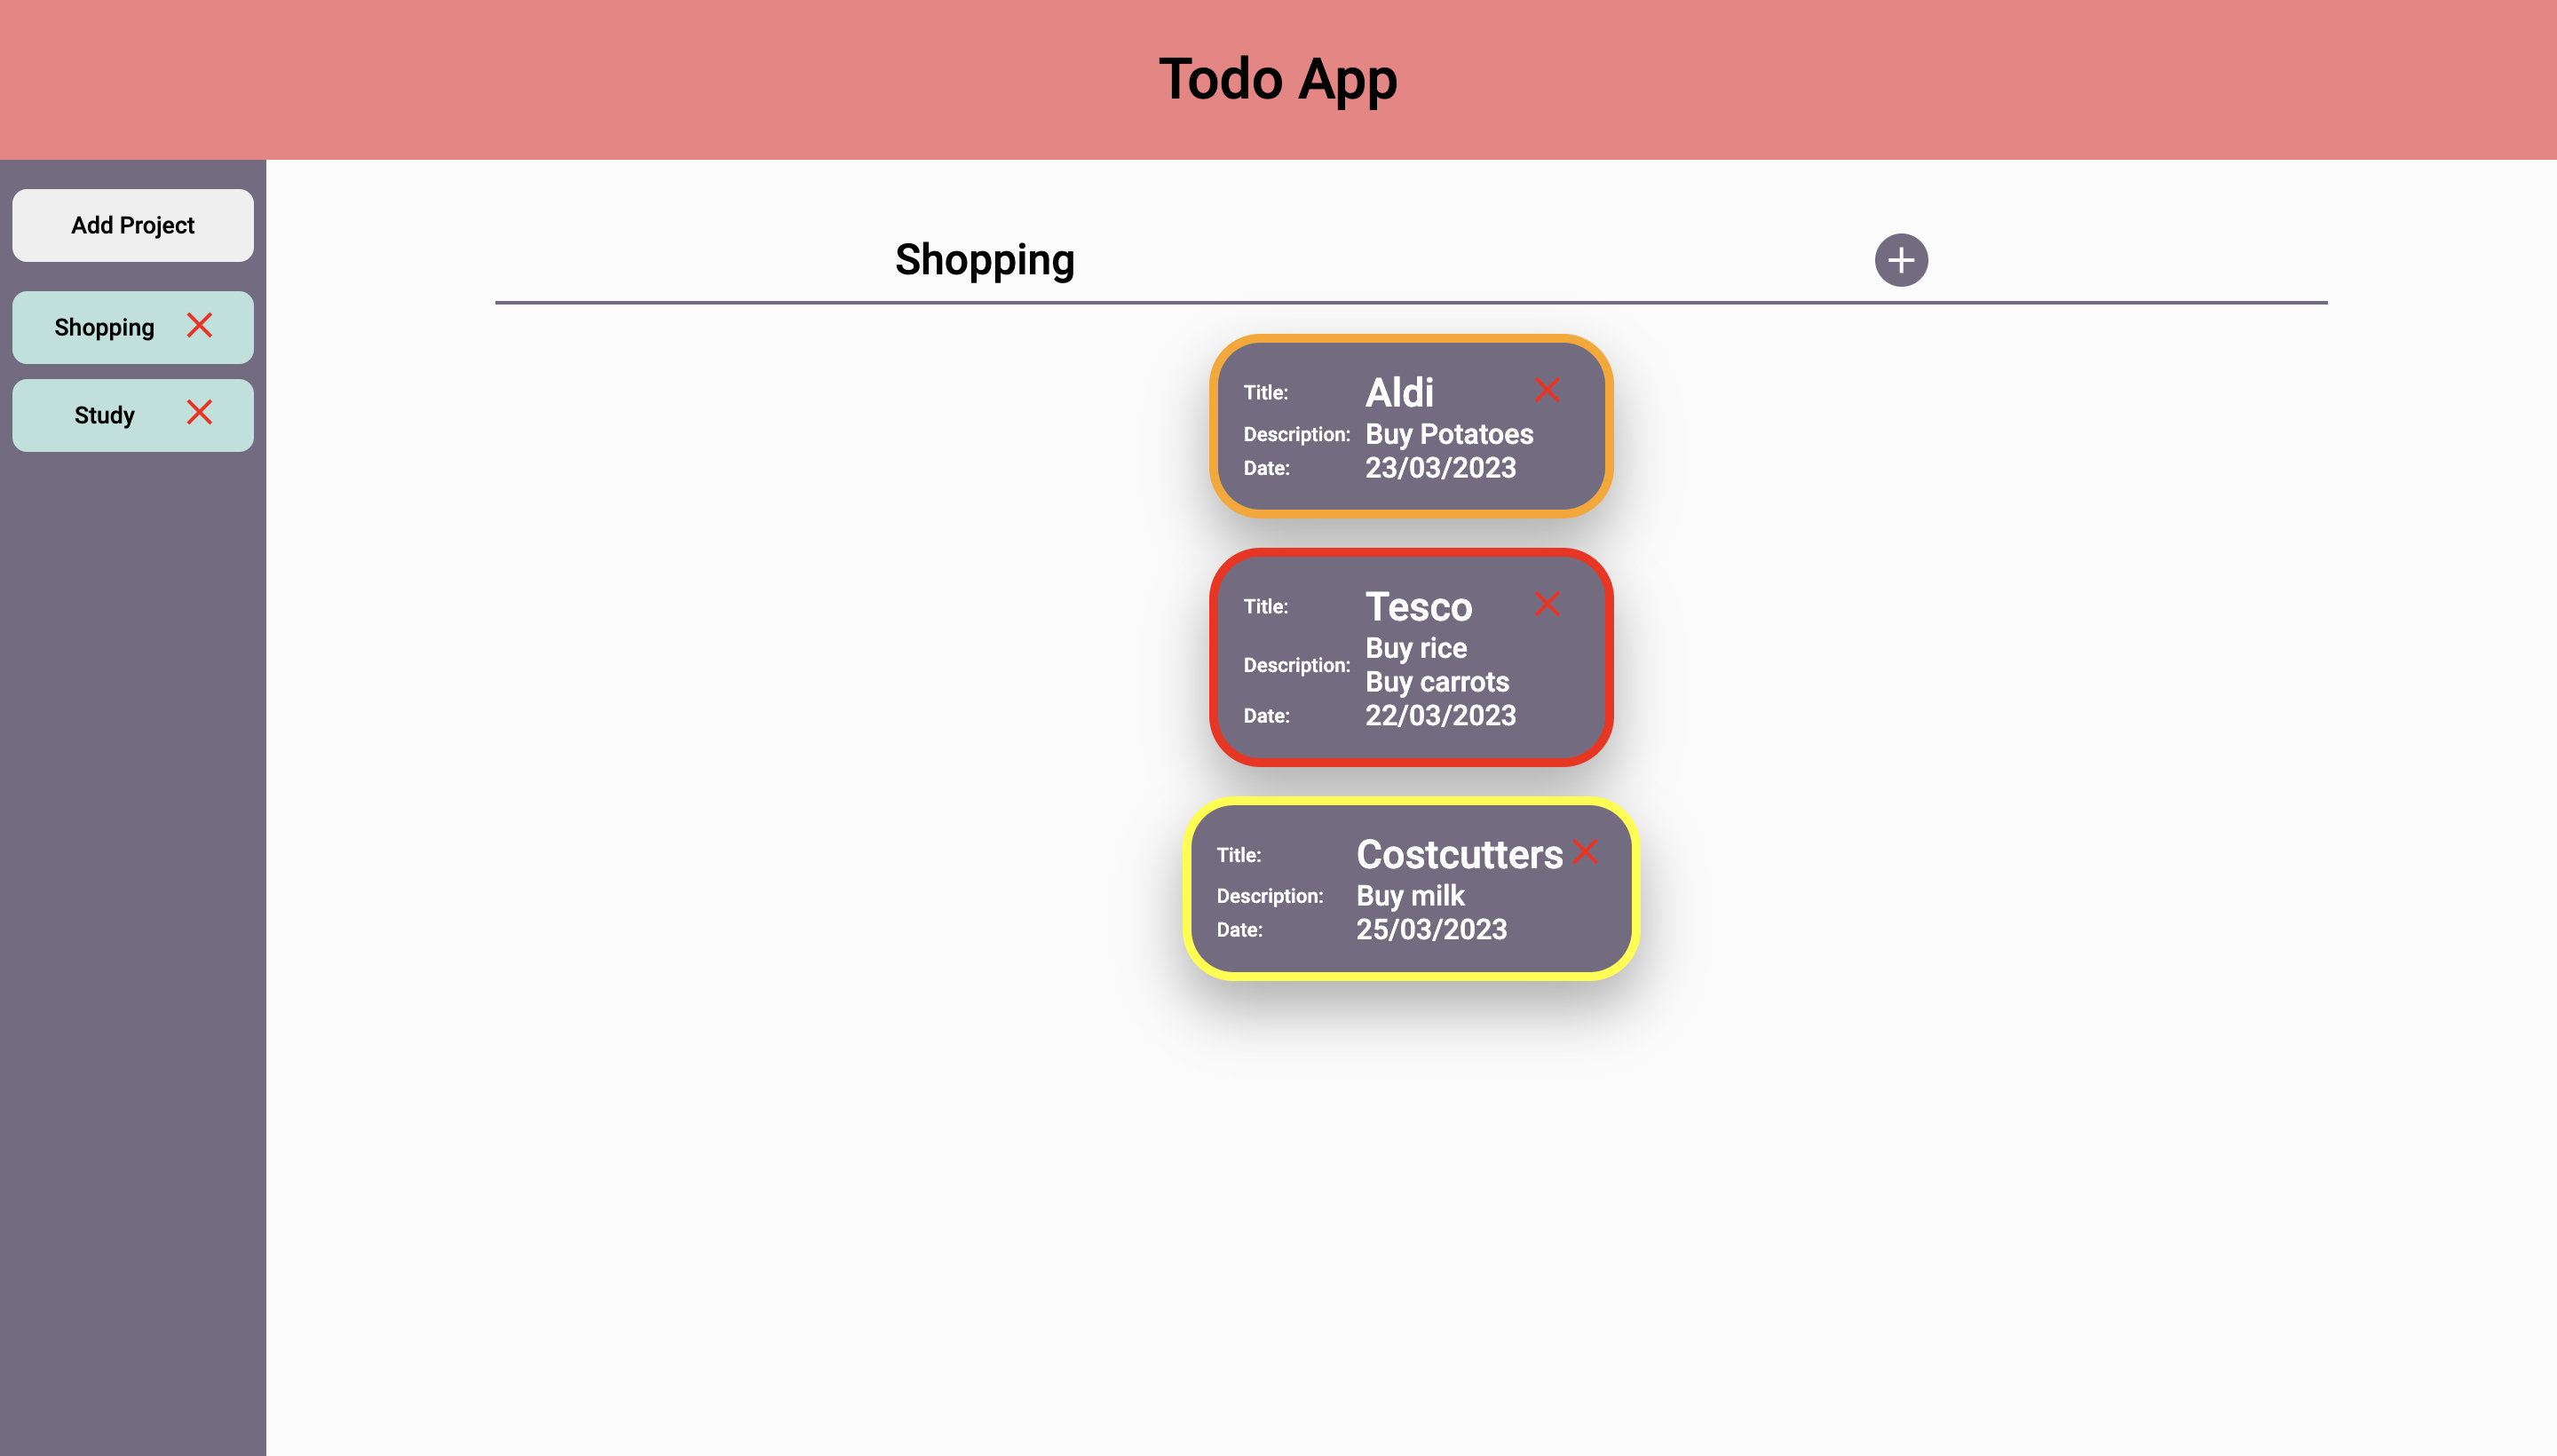 Todo App
Add Project
Shopping
Study
Shopping
Title: Aldi
Description: Buy Potatoes
Date: 23/03/2023
Title: Tesco
Description: Buy rice
Buy carrots
Date: 22/03/2023
Title: Costcutters
Description: Buy milk
Date: 25/03/2023